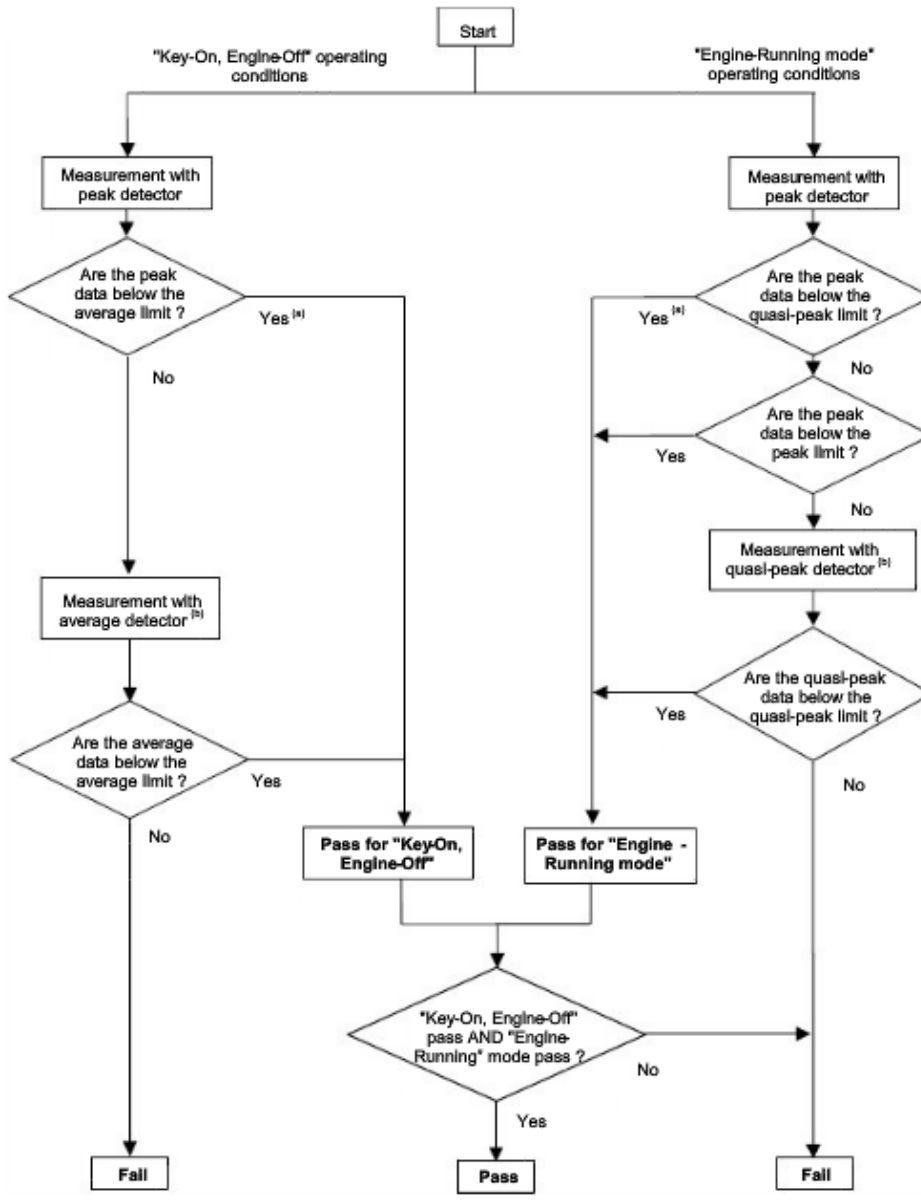 Start
"Key-On, Engine-Off" operating
conditions
"Engine-Running mode"
operating conditions
Measurement with
peak detector
Measurement with
peak detector
Are the peak
data below the
average limit ?
Yes (a)
No
Are the peak
data below the
quasi-peak limit ?
Yes (a)
No
Are the peak
data below the
peak limit ?
Yes
No
Measurement with
quasi-peak detector (b)
Measurement with
average detector (b)
Are the quasi-peak
data below the
quasi-peak limit ?
Yes
No
Are the average
data below the
average limit ?
Yes
No
Pass for "Key-On,
Engine-Off"
Pass for "Engine -
Running mode"
"Key-On, Engine-Off"
pass AND "Engine-
Running" mode pass ?
No
Yes
Fail
Pass
Fail